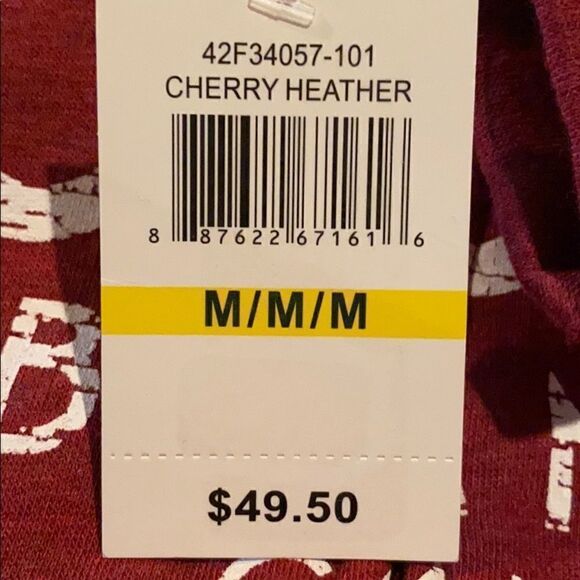 42F34057-101
CHERRY HEATHER
8 87622 67161 6
M/M/M
$49.50
B